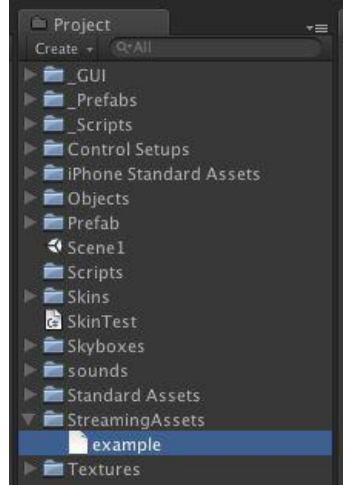 Project
Create
All
_GUI
_Prefabs
_Scripts
Control Setups
iPhone Standard Assets
Objects
Prefab
Scene1
Scripts
Skins
SkinTest
Skyboxes
sounds
Standard Assets
StreamingAssets
example
Textures